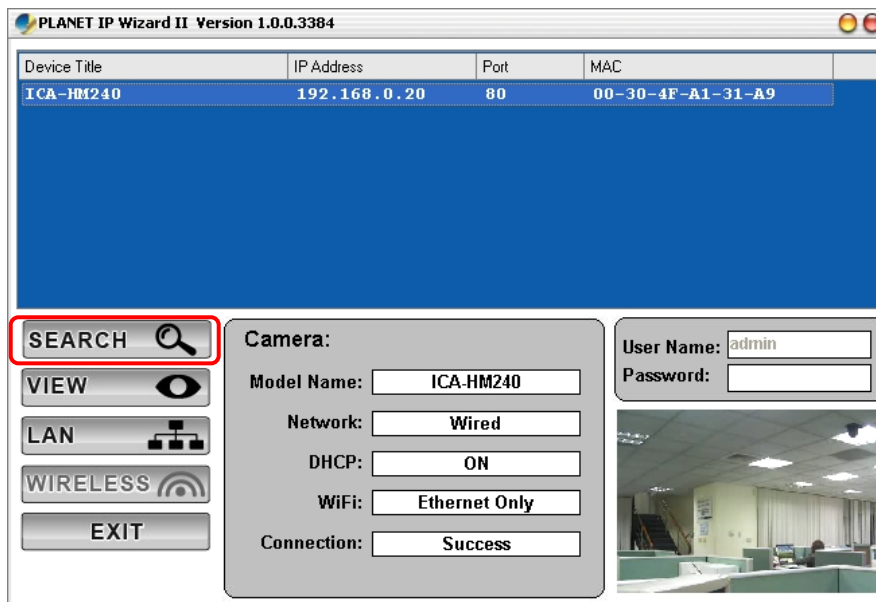 PLANET IP Wizard II Version 1.0.0.3384
Device Title IP Address Port MAC
ICA-HM240 192.168.0.20 80 00-30-4F-A1-31-A9
SEARCH
VIEW
LAN
WIRELESS
EXIT
Camera:
Model Name: ICA-HM240
Network: Wired
DHCP: ON
WiFi: Ethernet Only
Connection: Success
User Name: admin
Password: